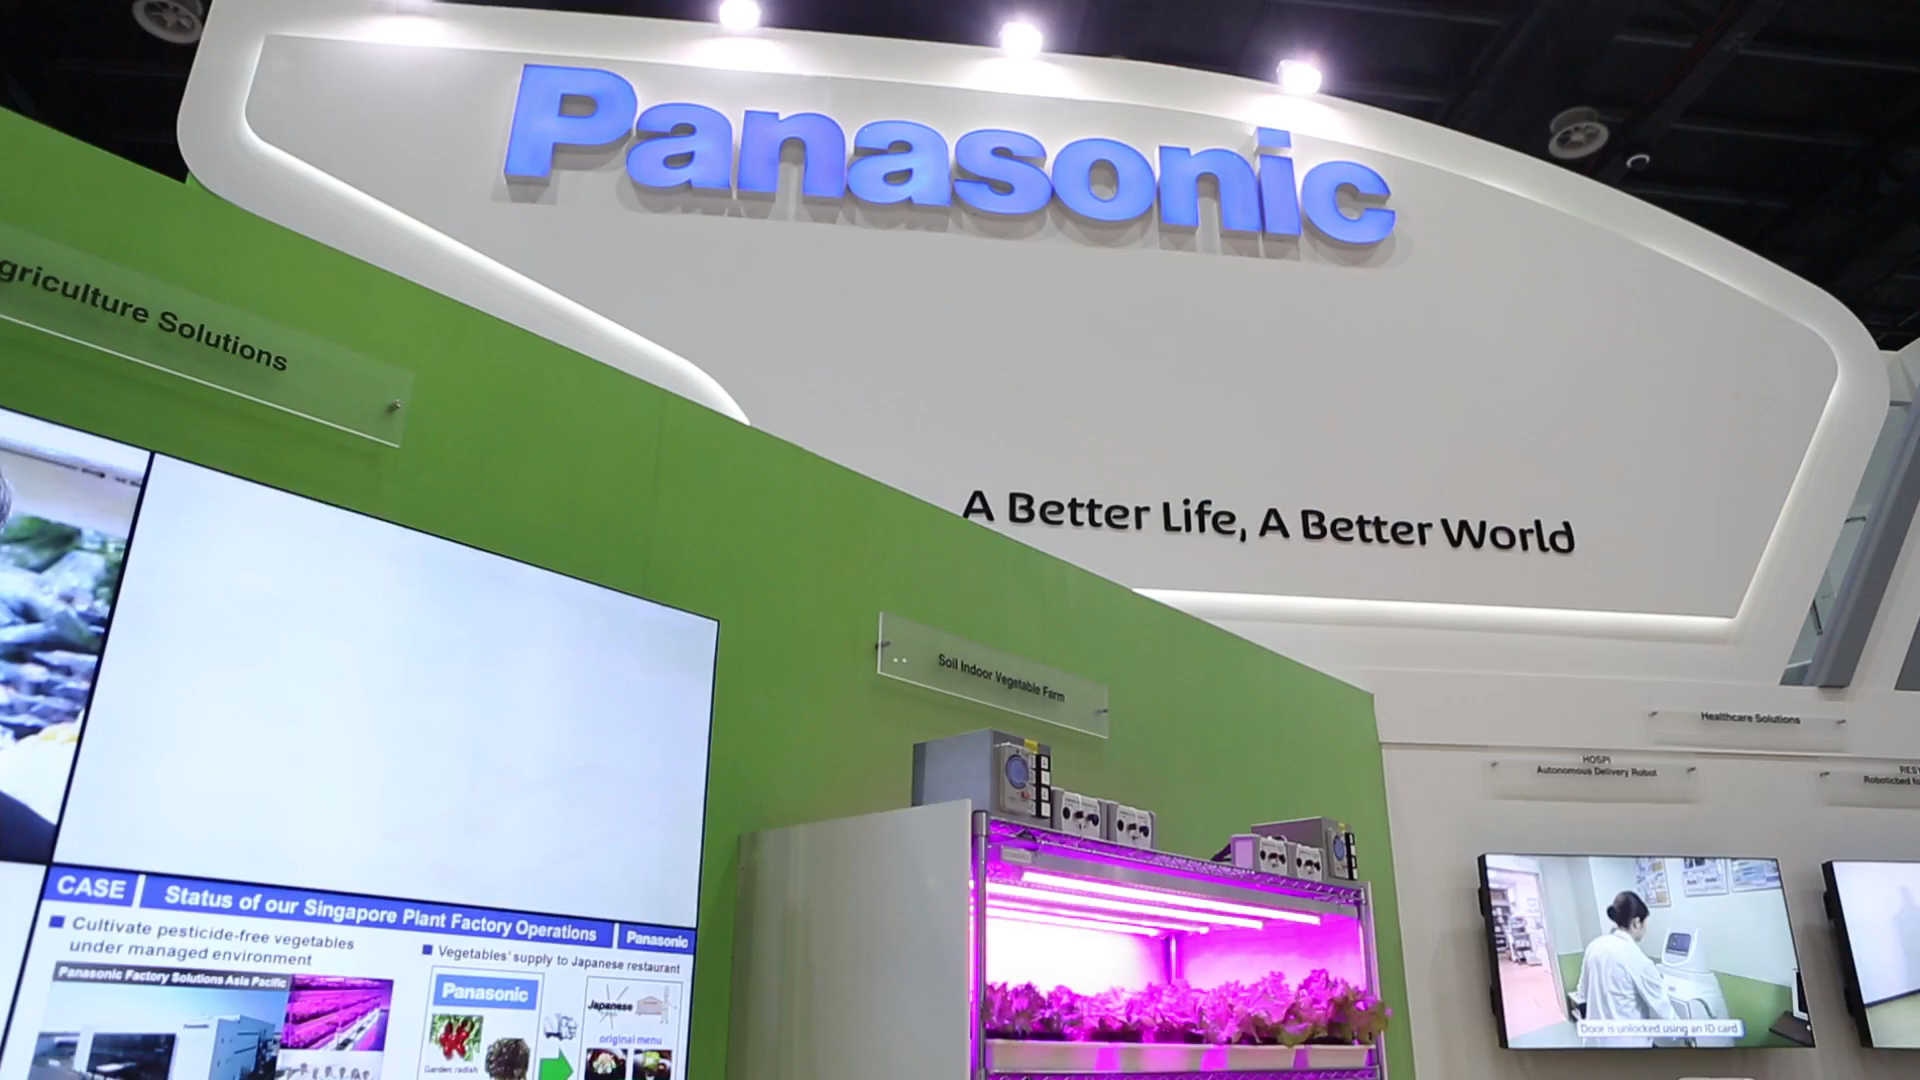 Panasonic
A Better Life, A Better World
griculture Solutions
Soil Indoor Vegetable Farm
Healthcare Solutions
HOSPI
Autonomous Delivery Robot
Door is unlocked using an ID card
CASE
Status of our Singapore Plant Factory Operations
Panasonic
Cultivate pesticide-free vegetables
under managed environment
Vegetables' supply to Japanese restaurant
Panasonic Factory Solutions Asia Pacific
Panasonic
Japanese
original menu
Garden radish